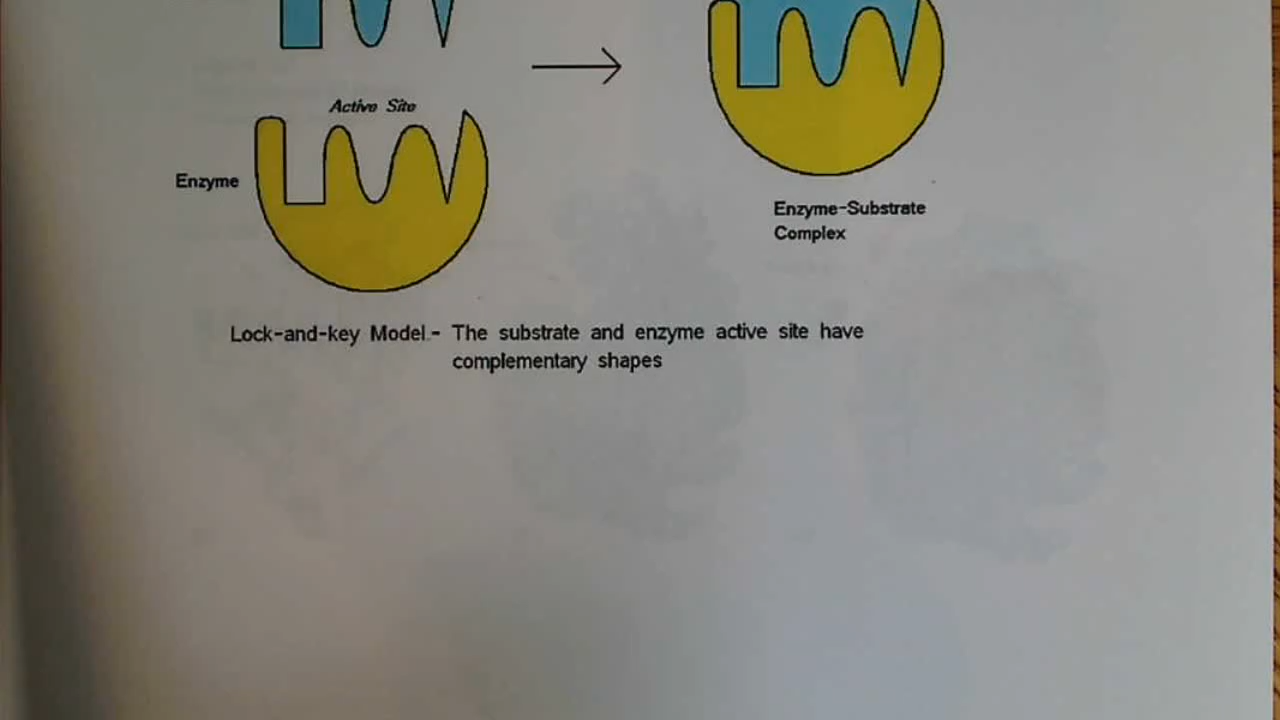 Active Site
Enzyme
Enzyme-Substrate
Complex
Lock-and-key Model.- The substrate and enzyme active site have
complementary shapes